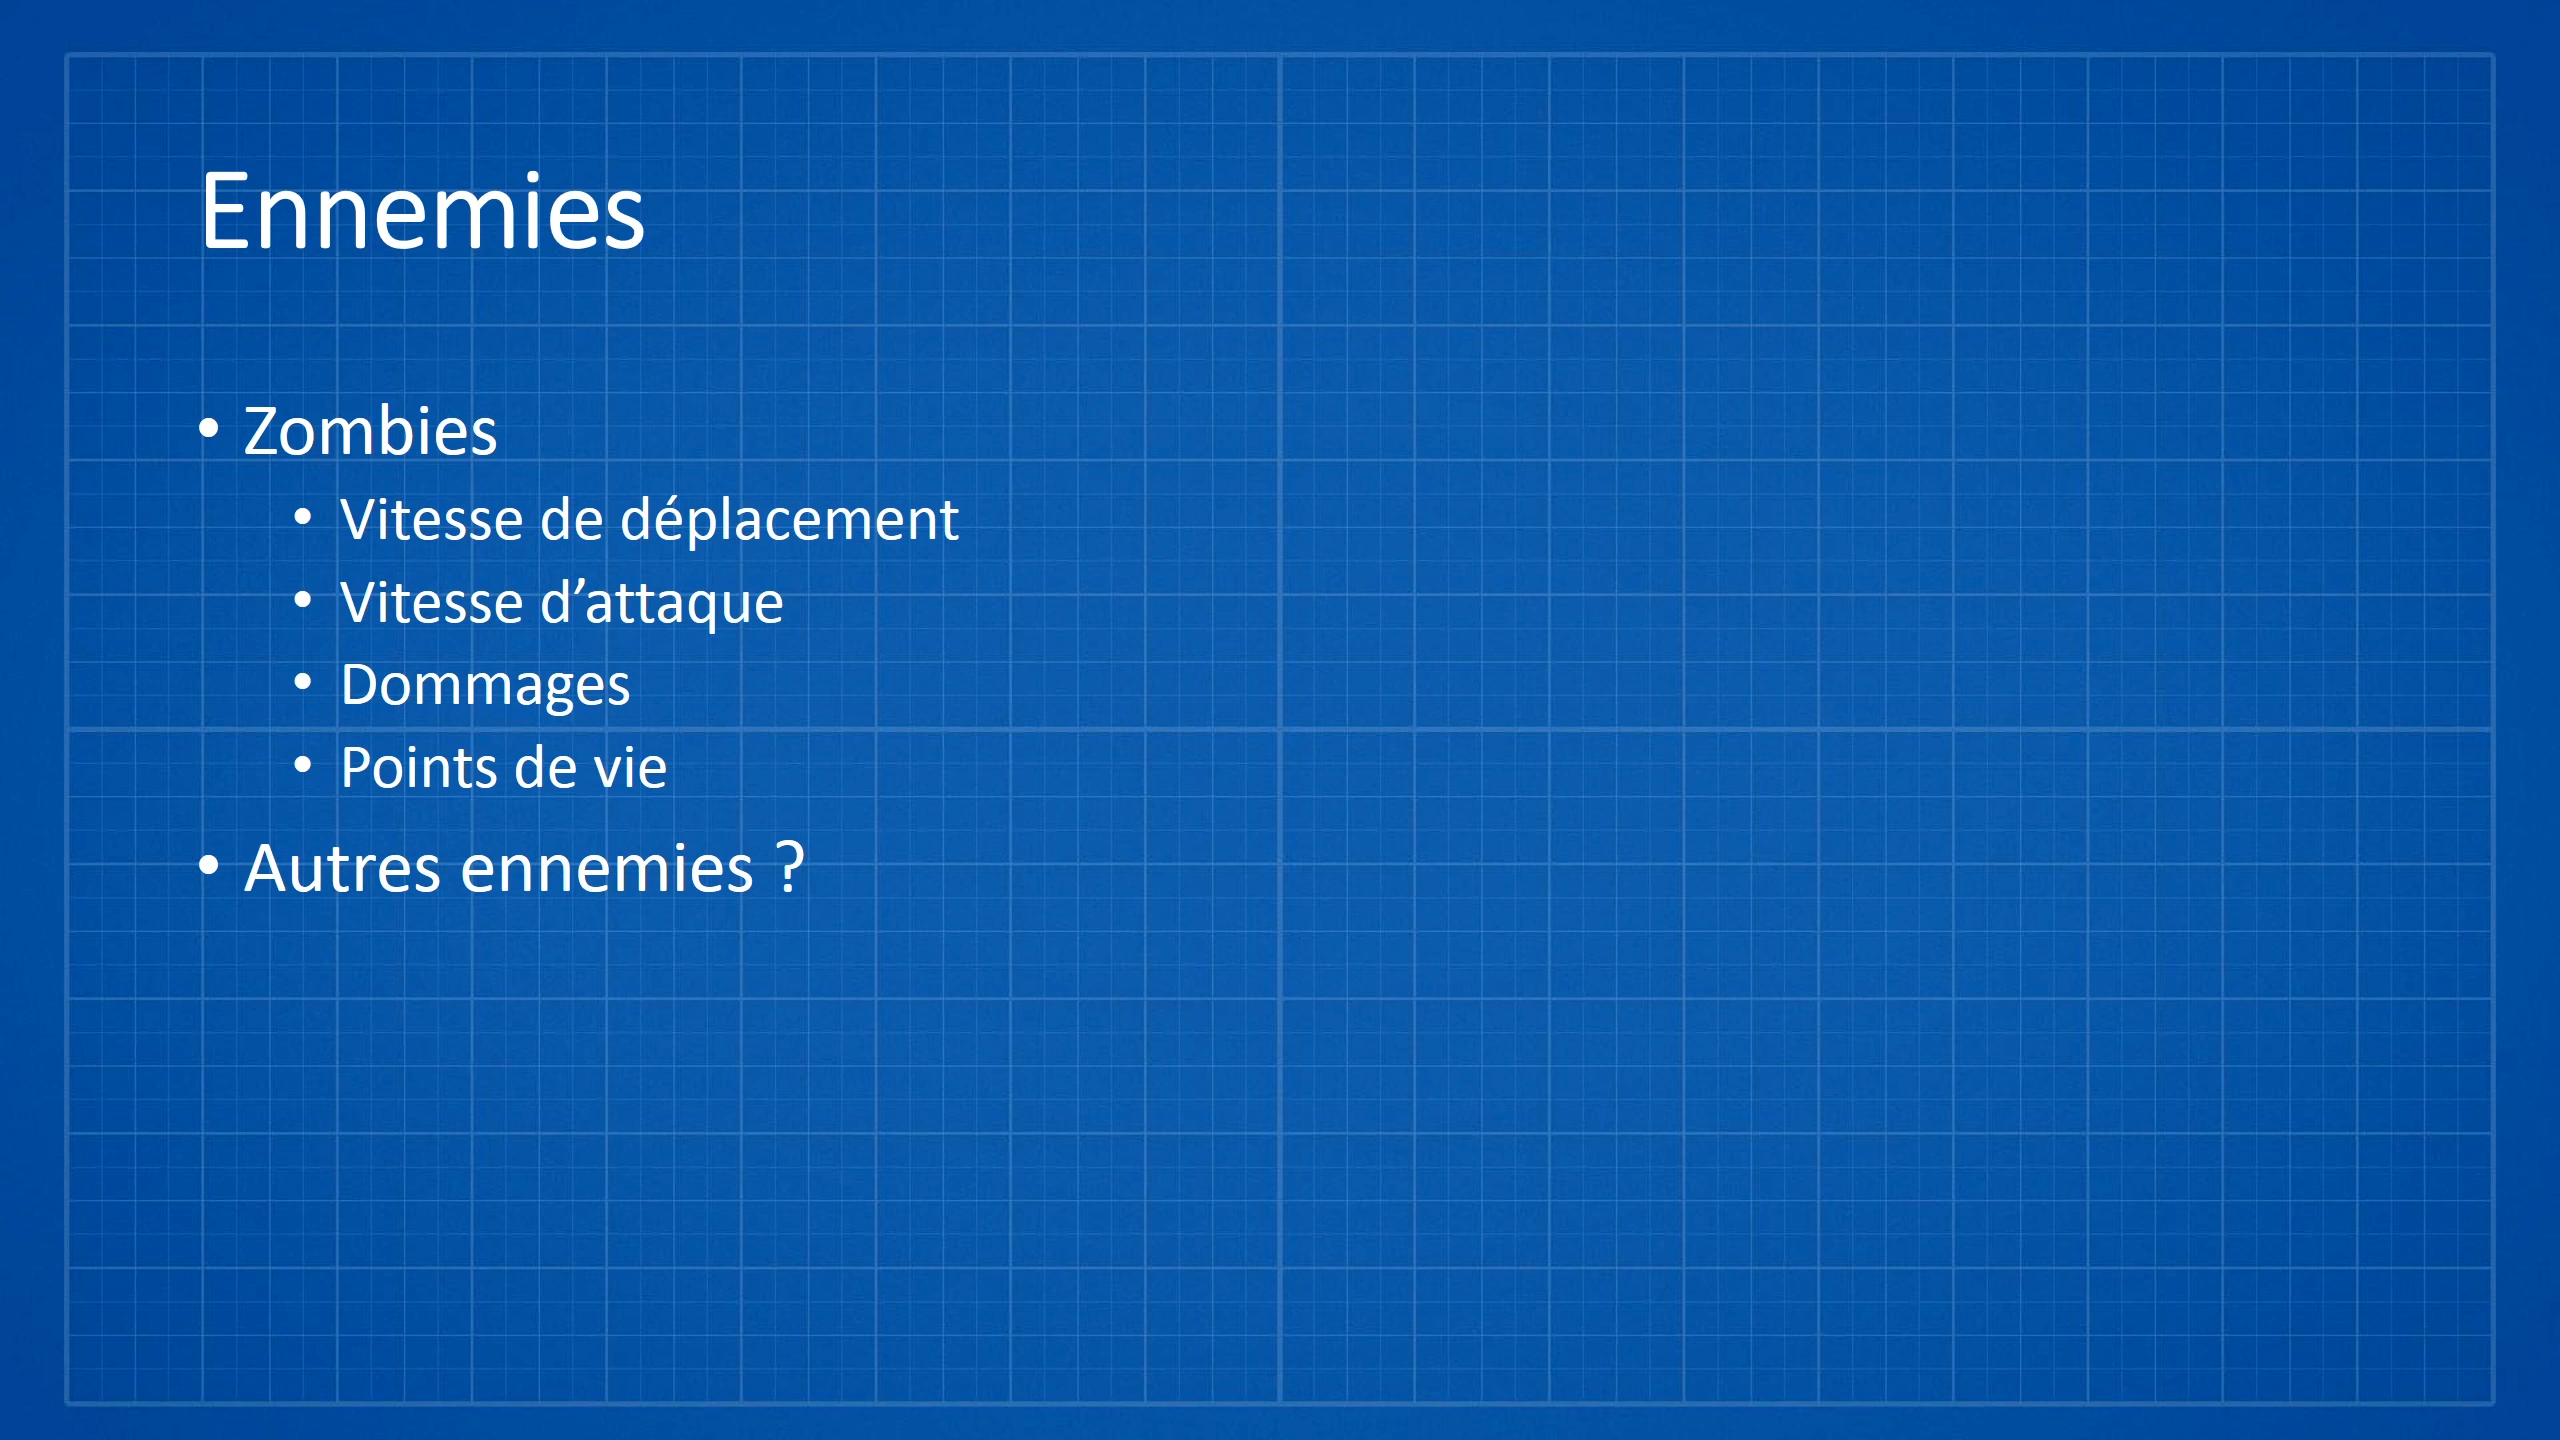 Ennemies
• Zombies
• Vitesse de déplacement
• Vitesse d’attaque
• Dommages
• Points de vie
• Autres ennemies ?